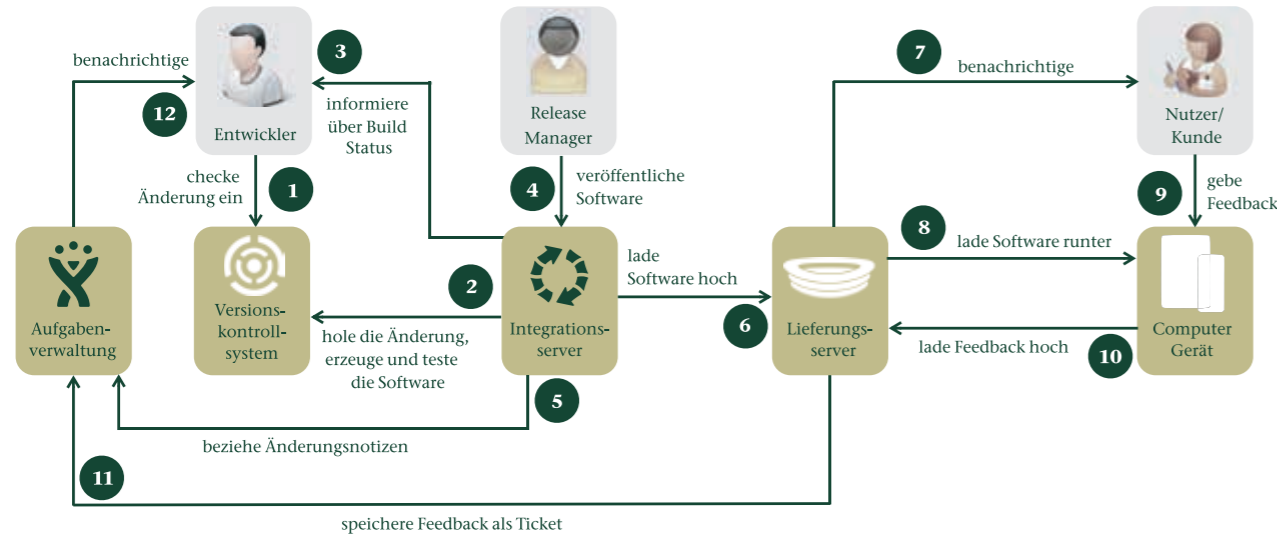 benachrichtige
12
Entwickler
3
informiere
über Build
Status
Release
Manager
7
benachrichtige
Nutzer/
Kunde
checke
Änderung ein
1
4
veröffentliche
Software
9
gebe
Feedback
Aufgaben-
verwaltung
Versions-
kontroll-
system
2
hole die Änderung,
erzeuge und teste
die Software
Integrations-
server
lade
Software hoch
6
Lieferungs-
server
8
lade Software runter
lade Feedback hoch
10
Computer
Gerät
5
beziehe Änderungsnotizen
11
speichere Feedback als Ticket